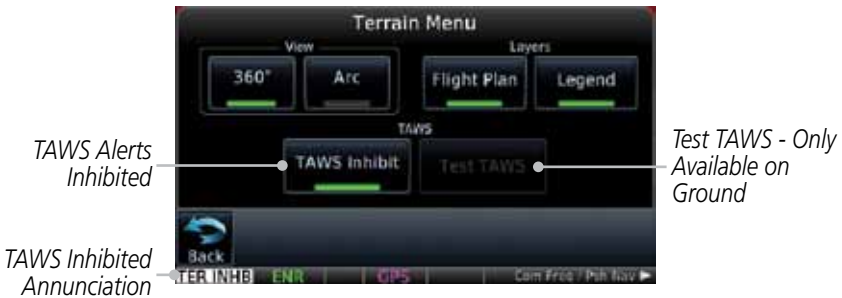 Terrain Menu
View
Layers
360°
Arc
Flight Plan
Legend
TAWS
TAWS Alerts
Inhibited
TAWS Inhibit
Test TAWS
Test TAWS - Only
Available on
Ground
Back
TAWS Inhibited
Annunciation
TER INHB
ENR
GPS
Com Freq / Psh Nav